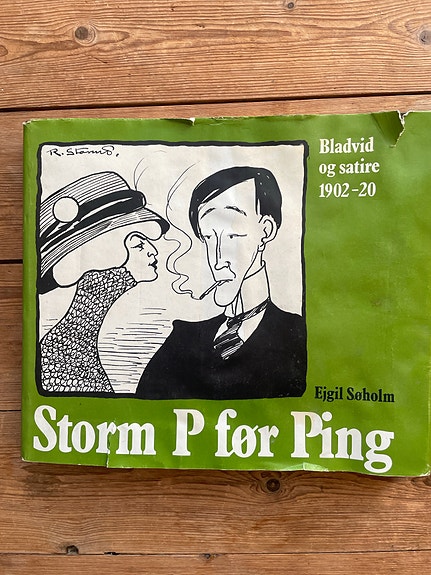 R. Storm P.
Bladvid
og satire
1902-20
Ejgil Søholm
Storm P før Ping